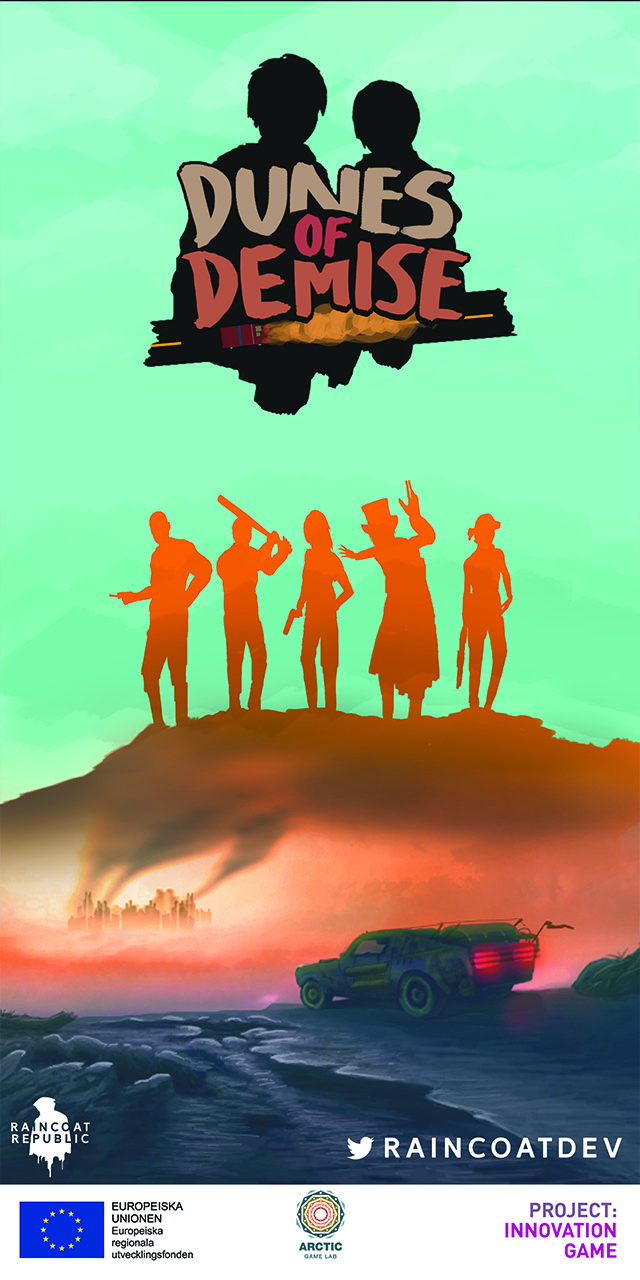 DUNES
OF
DEMISE
RAINCOAT
REPUBLIC
RAINCOATDEV
EUROPEISKA
UNIONEN
Europeiska
regionala
utvecklingsfonden
ARCTIC
GAME LAB
PROJECT:
INNOVATION
GAME